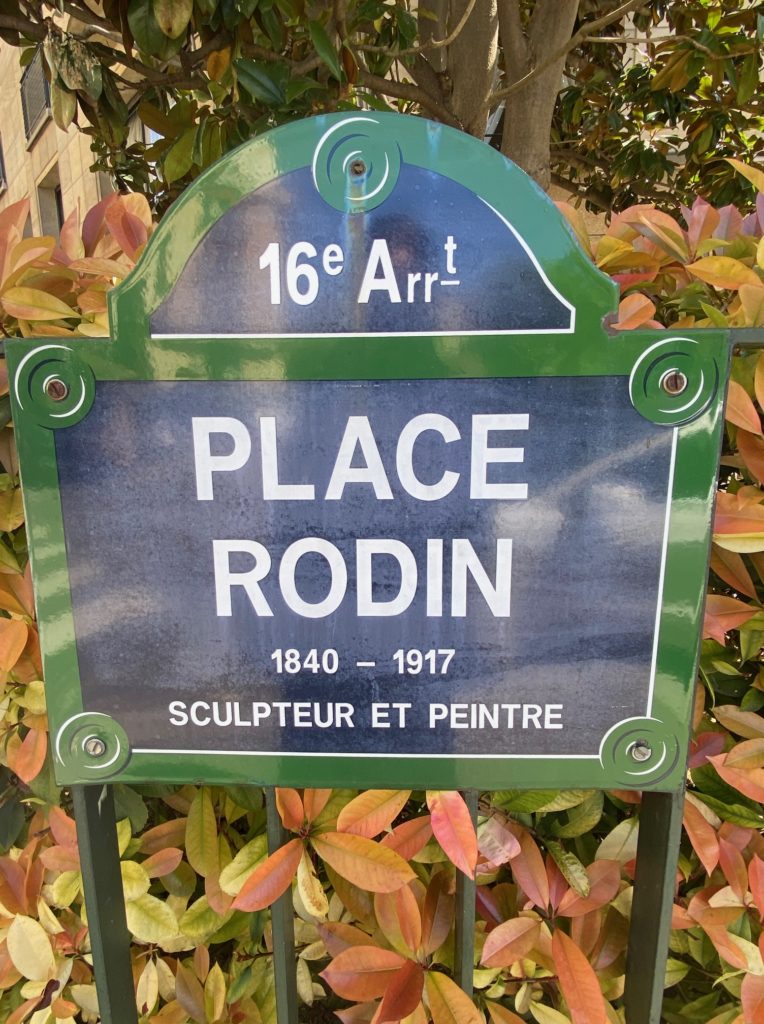 16e Arrt
PLACE
RODIN
1840 – 1917
SCULPTEUR ET PEINTRE